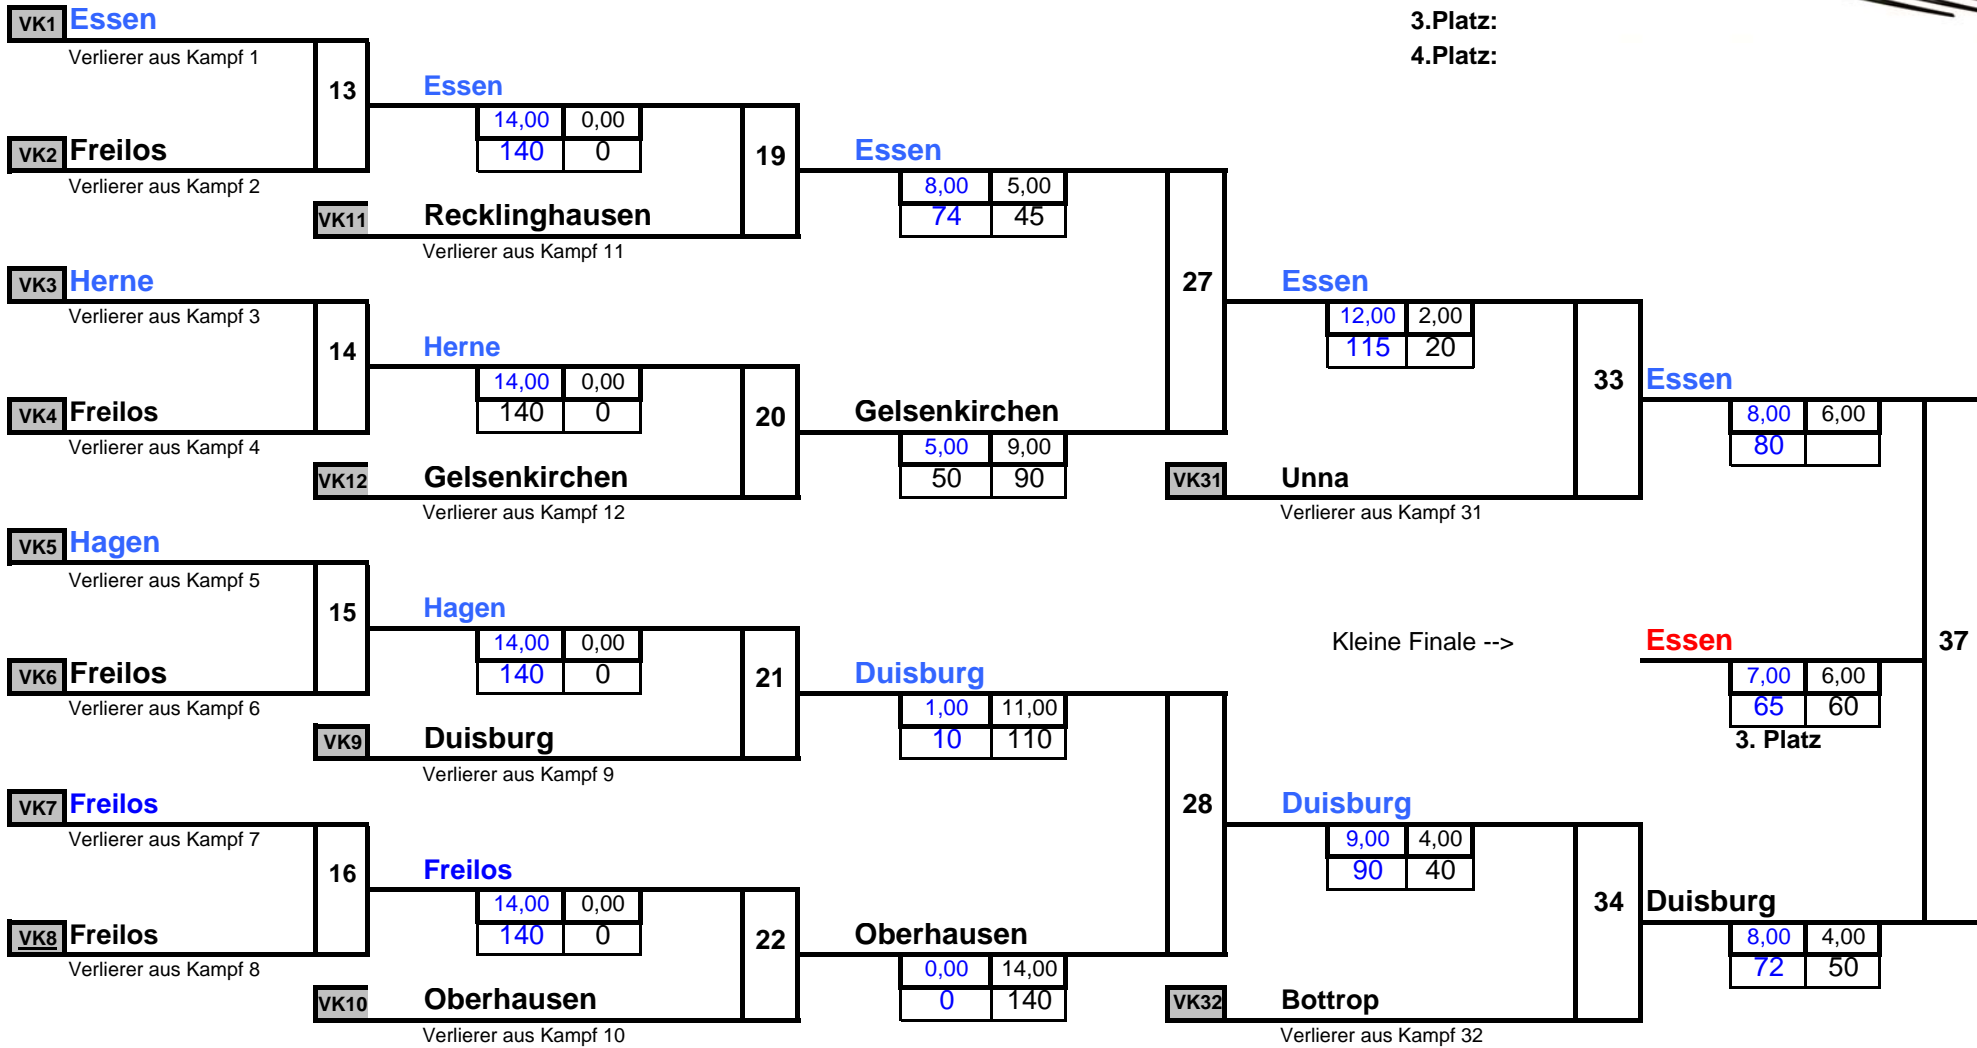 VK1 Essen 3.Platz:
Verlierer aus Kampf 1 4.Platz:
13 Essen
14,00 0,00
VK2 Freilos 140 0 19 Essen
Verlierer aus Kampf 2 8,00 5,00
VK11 Recklinghausen 74 45
Verlierer aus Kampf 11
VK3 Herne 27 Essen
Verlierer aus Kampf 3 12,00 2,00
14 Herne 115 20
14,00 0,00 33 Essen
VK4 Freilos 140 0 20 Gelsenkirchen 8,00 6,00
Verlierer aus Kampf 4 5,00 9,00 80
VK12 Gelsenkirchen 50 90 VK31 Unna
Verlierer aus Kampf 12 Verlierer aus Kampf 31
VK5 Hagen
Verlierer aus Kampf 5
15 Hagen
14,00 0,00 Kleine Finale --> Essen 37
VK6 Freilos 140 0 21 Duisburg 7,00 6,00
Verlierer aus Kampf 6 1,00 11,00 65 60
VK9 Duisburg 10 110 3. Platz
Verlierer aus Kampf 9
VK7 Freilos 28 Duisburg
Verlierer aus Kampf 7 9,00 4,00
16 Freilos 90 40
14,00 0,00 34 Duisburg
VK8 Freilos 140 0 22 Oberhausen 8,00 4,00
Verlierer aus Kampf 8 0,00 14,00 72 50
VK10 Oberhausen 0 140 VK32 Bottrop
Verlierer aus Kampf 10 Verlierer aus Kampf 32